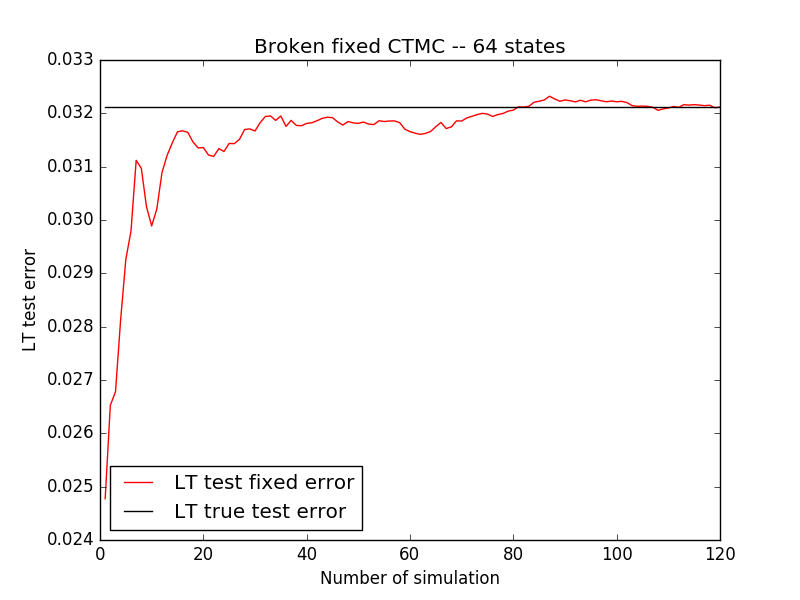 Broken fixed CTMC -- 64 states
0.033
0.032
0.031
0.030
0.029
0.028
0.027
0.026
0.025
0.024
LT test error
LT test fixed error
LT true test error
0 20 40 60 80 100 120
Number of simulation